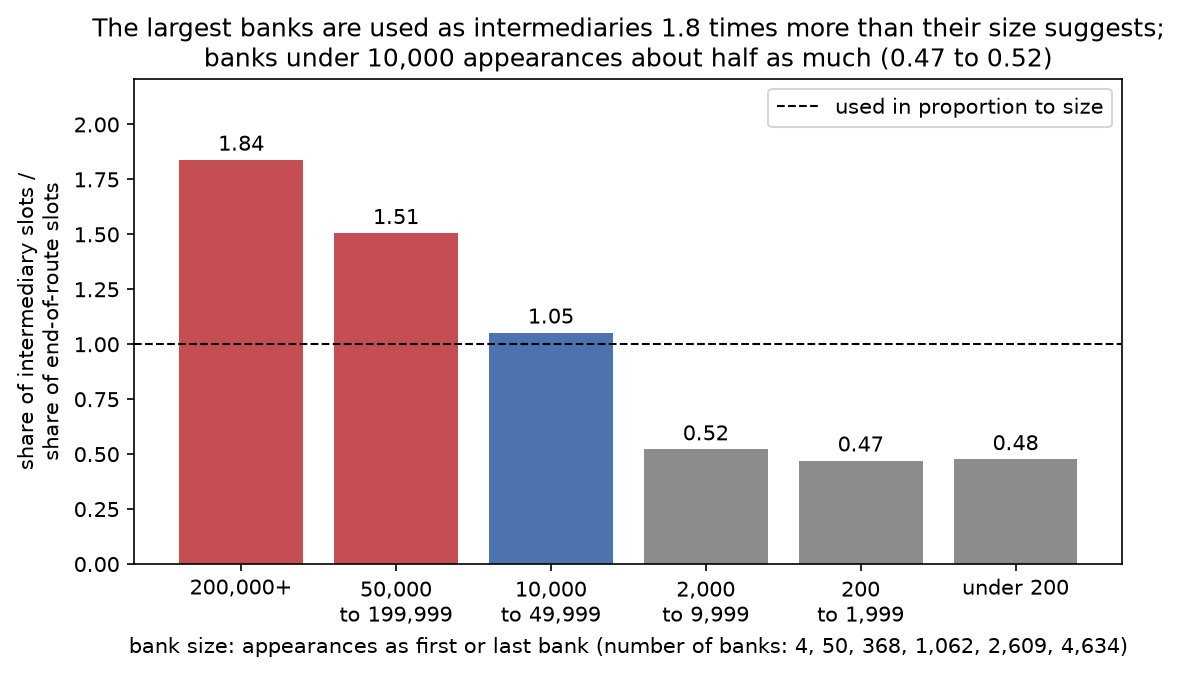 The largest banks are used as intermediaries 1.8 times more than their size suggests;
banks under 10,000 appearances about half as much (0.47 to 0.52)
used in proportion to size
share of intermediary slots /
share of end-of-route slots
2.00
1.75
1.50
1.25
1.00
0.75
0.50
0.25
0.00
1.84
1.51
1.05
0.52
0.47
0.48
200,000+
50,000
to 199,999
10,000
to 49,999
2,000
to 9,999
200
to 1,999
under 200
bank size: appearances as first or last bank (number of banks: 4, 50, 368, 1,062, 2,609, 4,634)